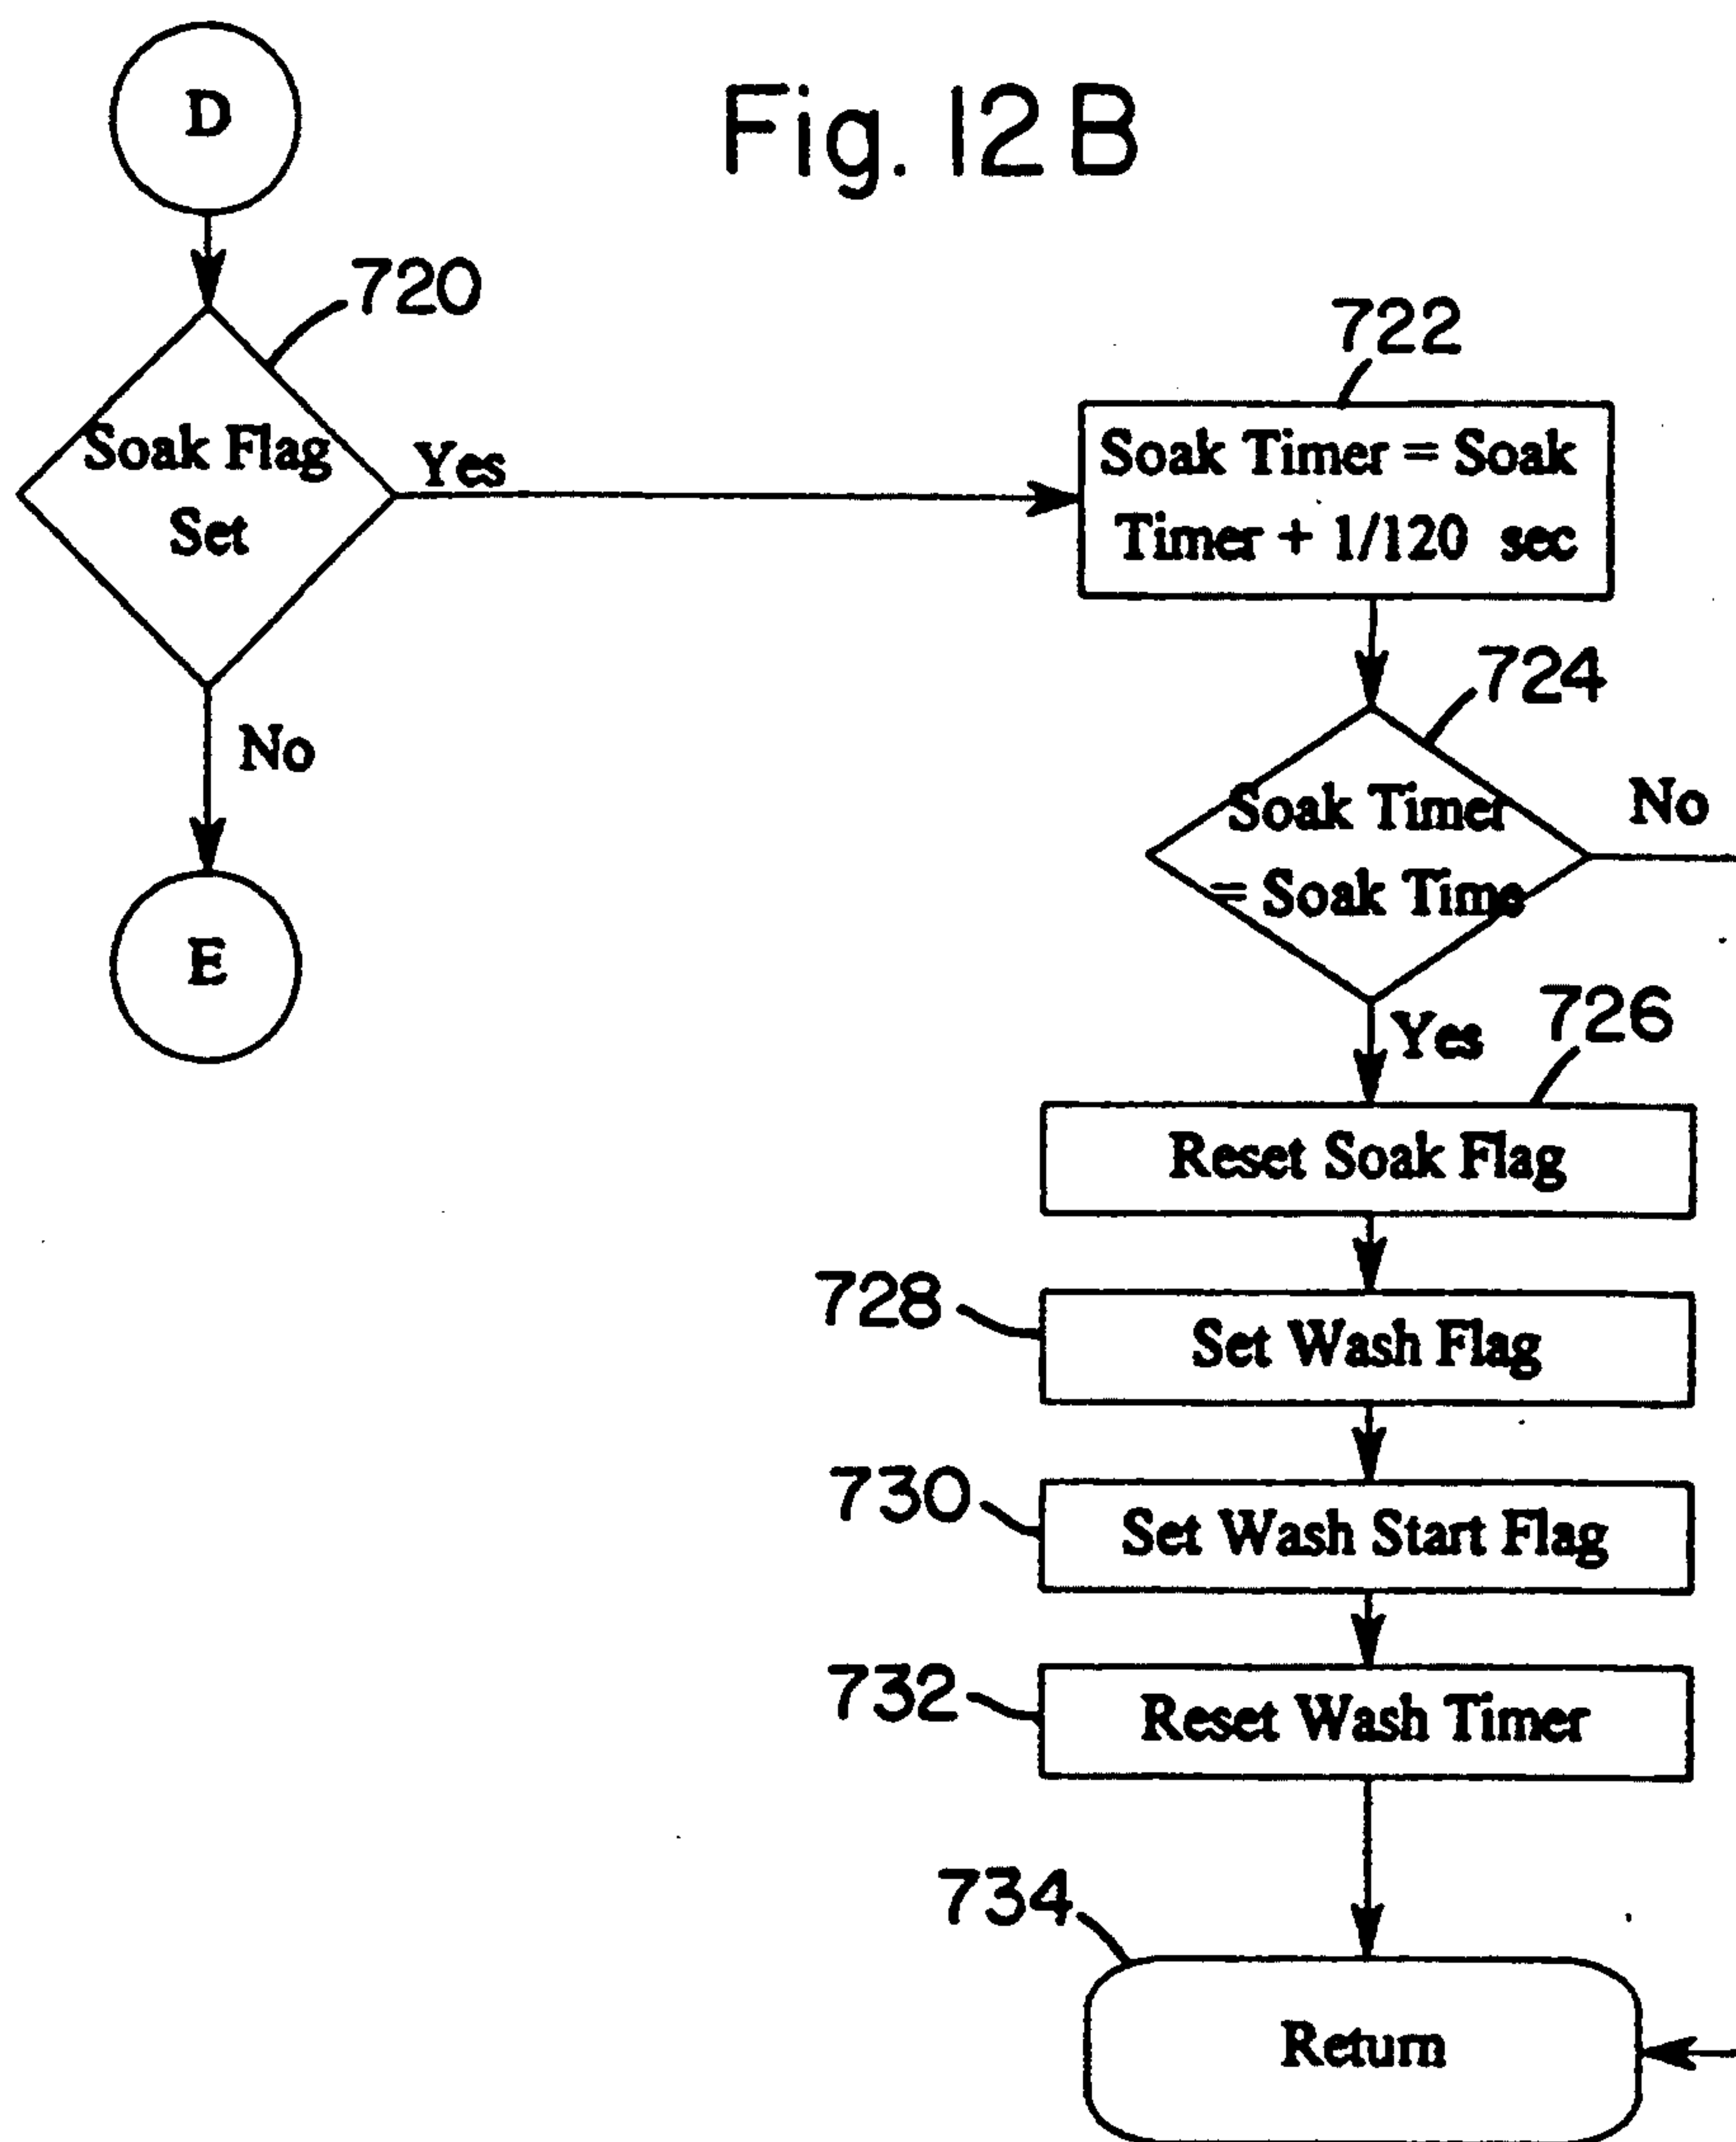 D
Fig. 12B
720
Soak Flag
Set
Yes
No
E
722
Soak Timer = Soak
Timer + 1/120 sec
724
Soak Timer
= Soak Time
No
Yes
726
Reset Soak Flag
728
Set Wash Flag
730
Set Wash Start Flag
732
Reset Wash Timer
734
Return